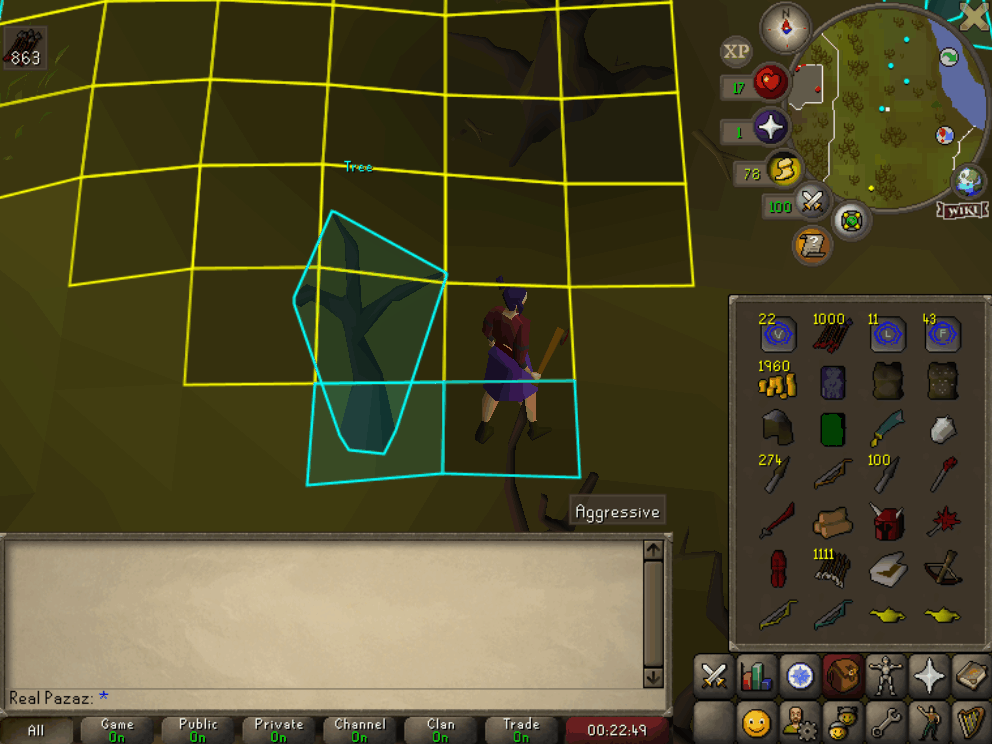 863
N
XP
17
1
78
100
WIKI
Tree
22
V
1000
11
L
43
F
1960
274
100
1111
Aggressive
Real Pazaz: *
All
Game
On
Public
On
Private
On
Channel
On
Clan
On
Trade
On
00:22:49